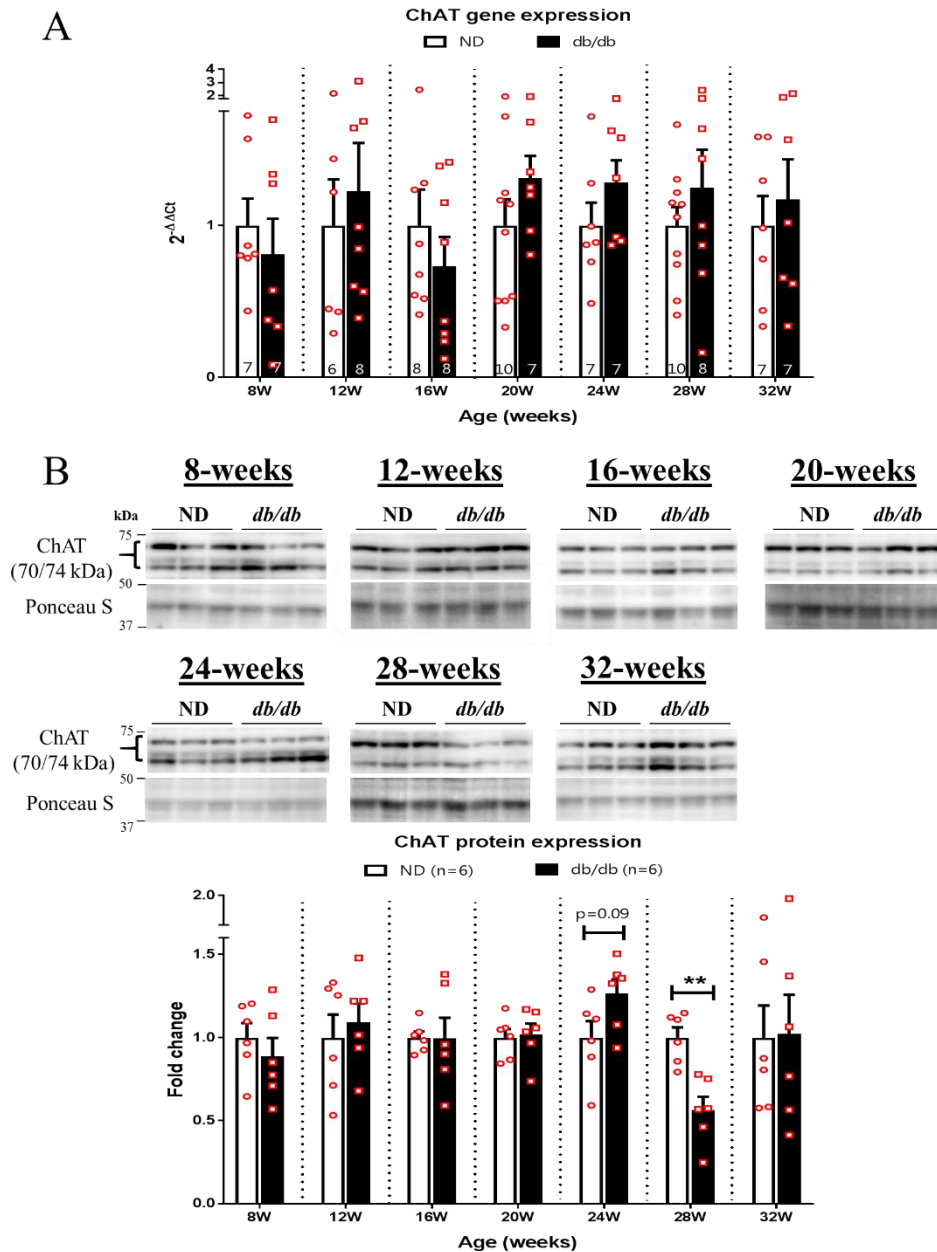 A
ChAT gene expression
ND db/db
4
3
2
1
0
2^-ΔΔCt
7 7 6 8 8 8 10 7 7 7 10 8 7 7
8W 12W 16W 20W 24W 28W 32W
Age (weeks)
B
8-weeks 12-weeks 16-weeks 20-weeks
kDa ND db/db ND db/db ND db/db ND db/db
75
ChAT
(70/74 kDa)
50
Ponceau S
37
24-weeks 28-weeks 32-weeks
ND db/db ND db/db ND db/db
75
ChAT
(70/74 kDa)
50
Ponceau S
37
ChAT protein expression
ND (n=6) db/db (n=6)
2.0
1.5
1.0
0.5
0.0
Fold change
p=0.09
**
8W 12W 16W 20W 24W 28W 32W
Age (weeks)